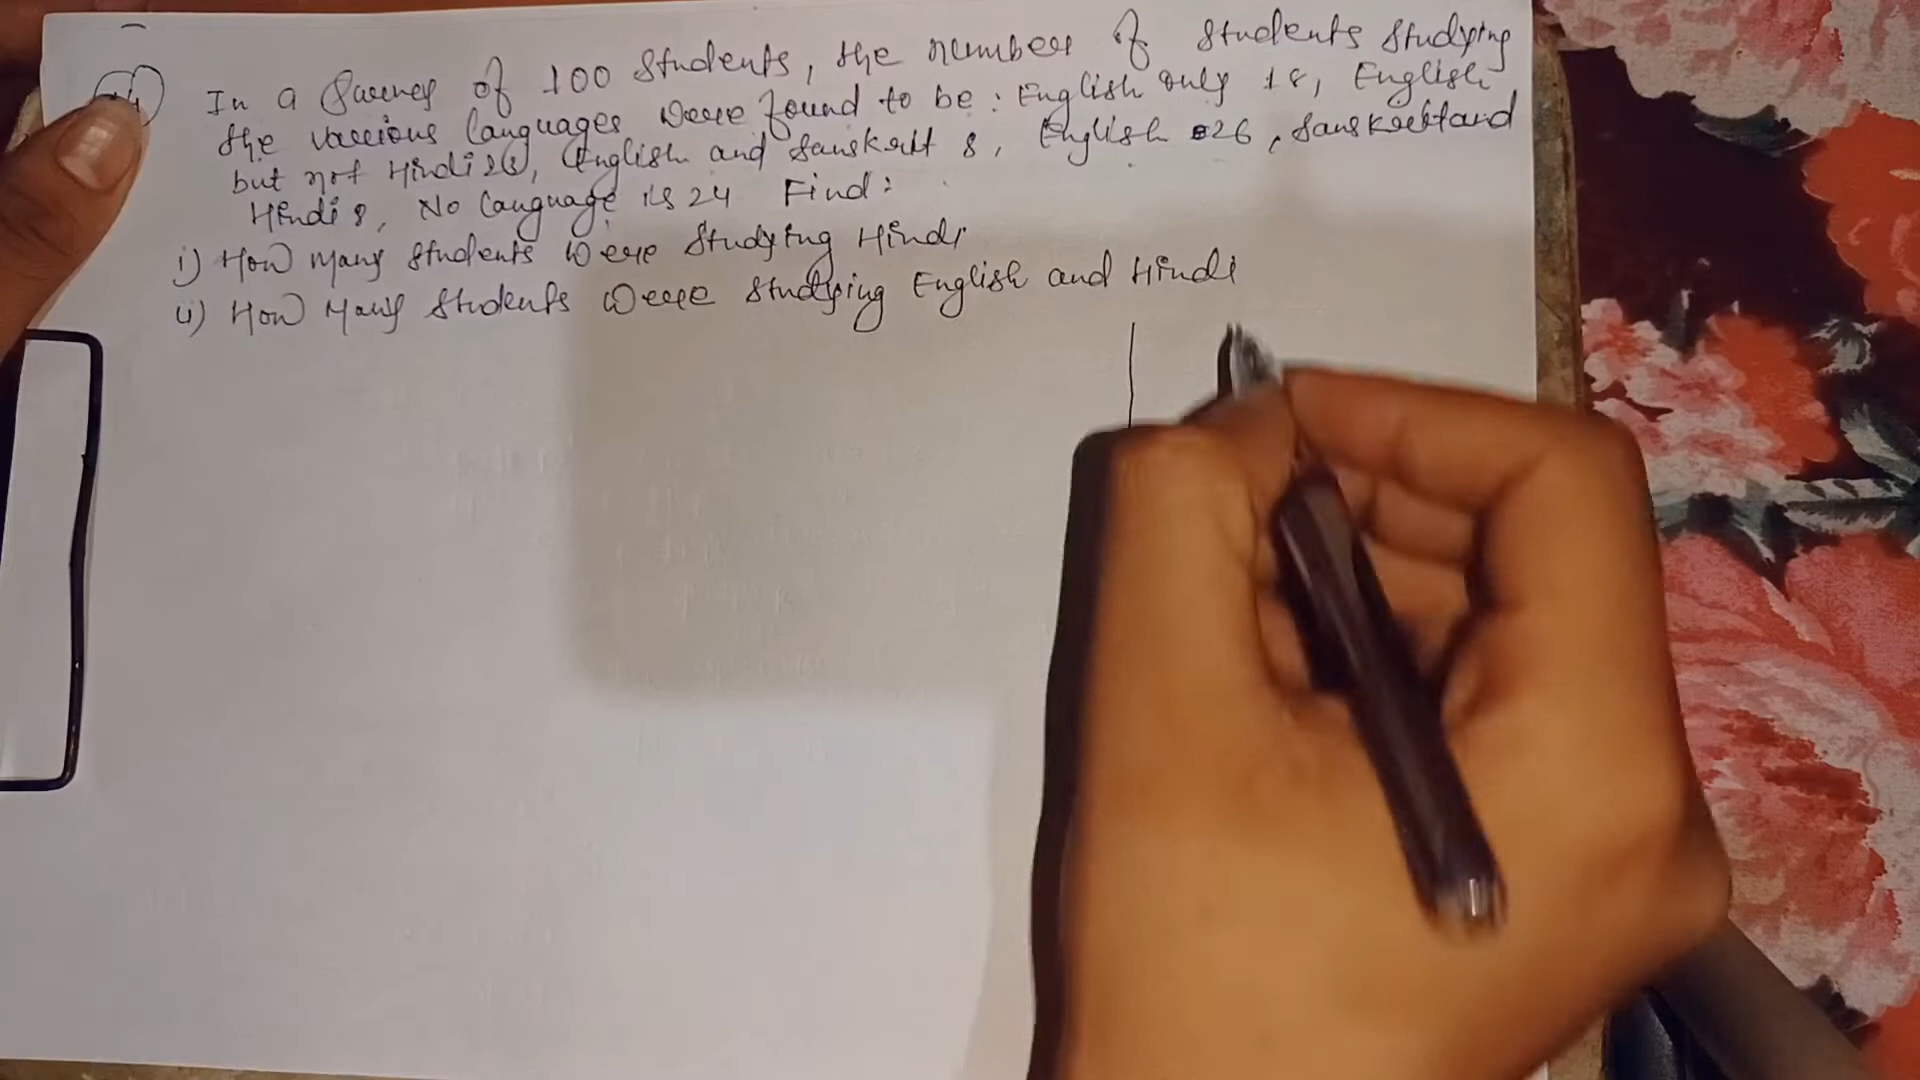 In a Survey of 100 Students, the number of Students Studying
the various languages were found to be : English only 18, English
but not Hindi 23, English and Sanskrit 8, English 26, Sanskrit and
Hindi 8, No language is 24 Find :
i) How many Students were Studying Hindi
ii) How Many Students were Studying English and Hindi